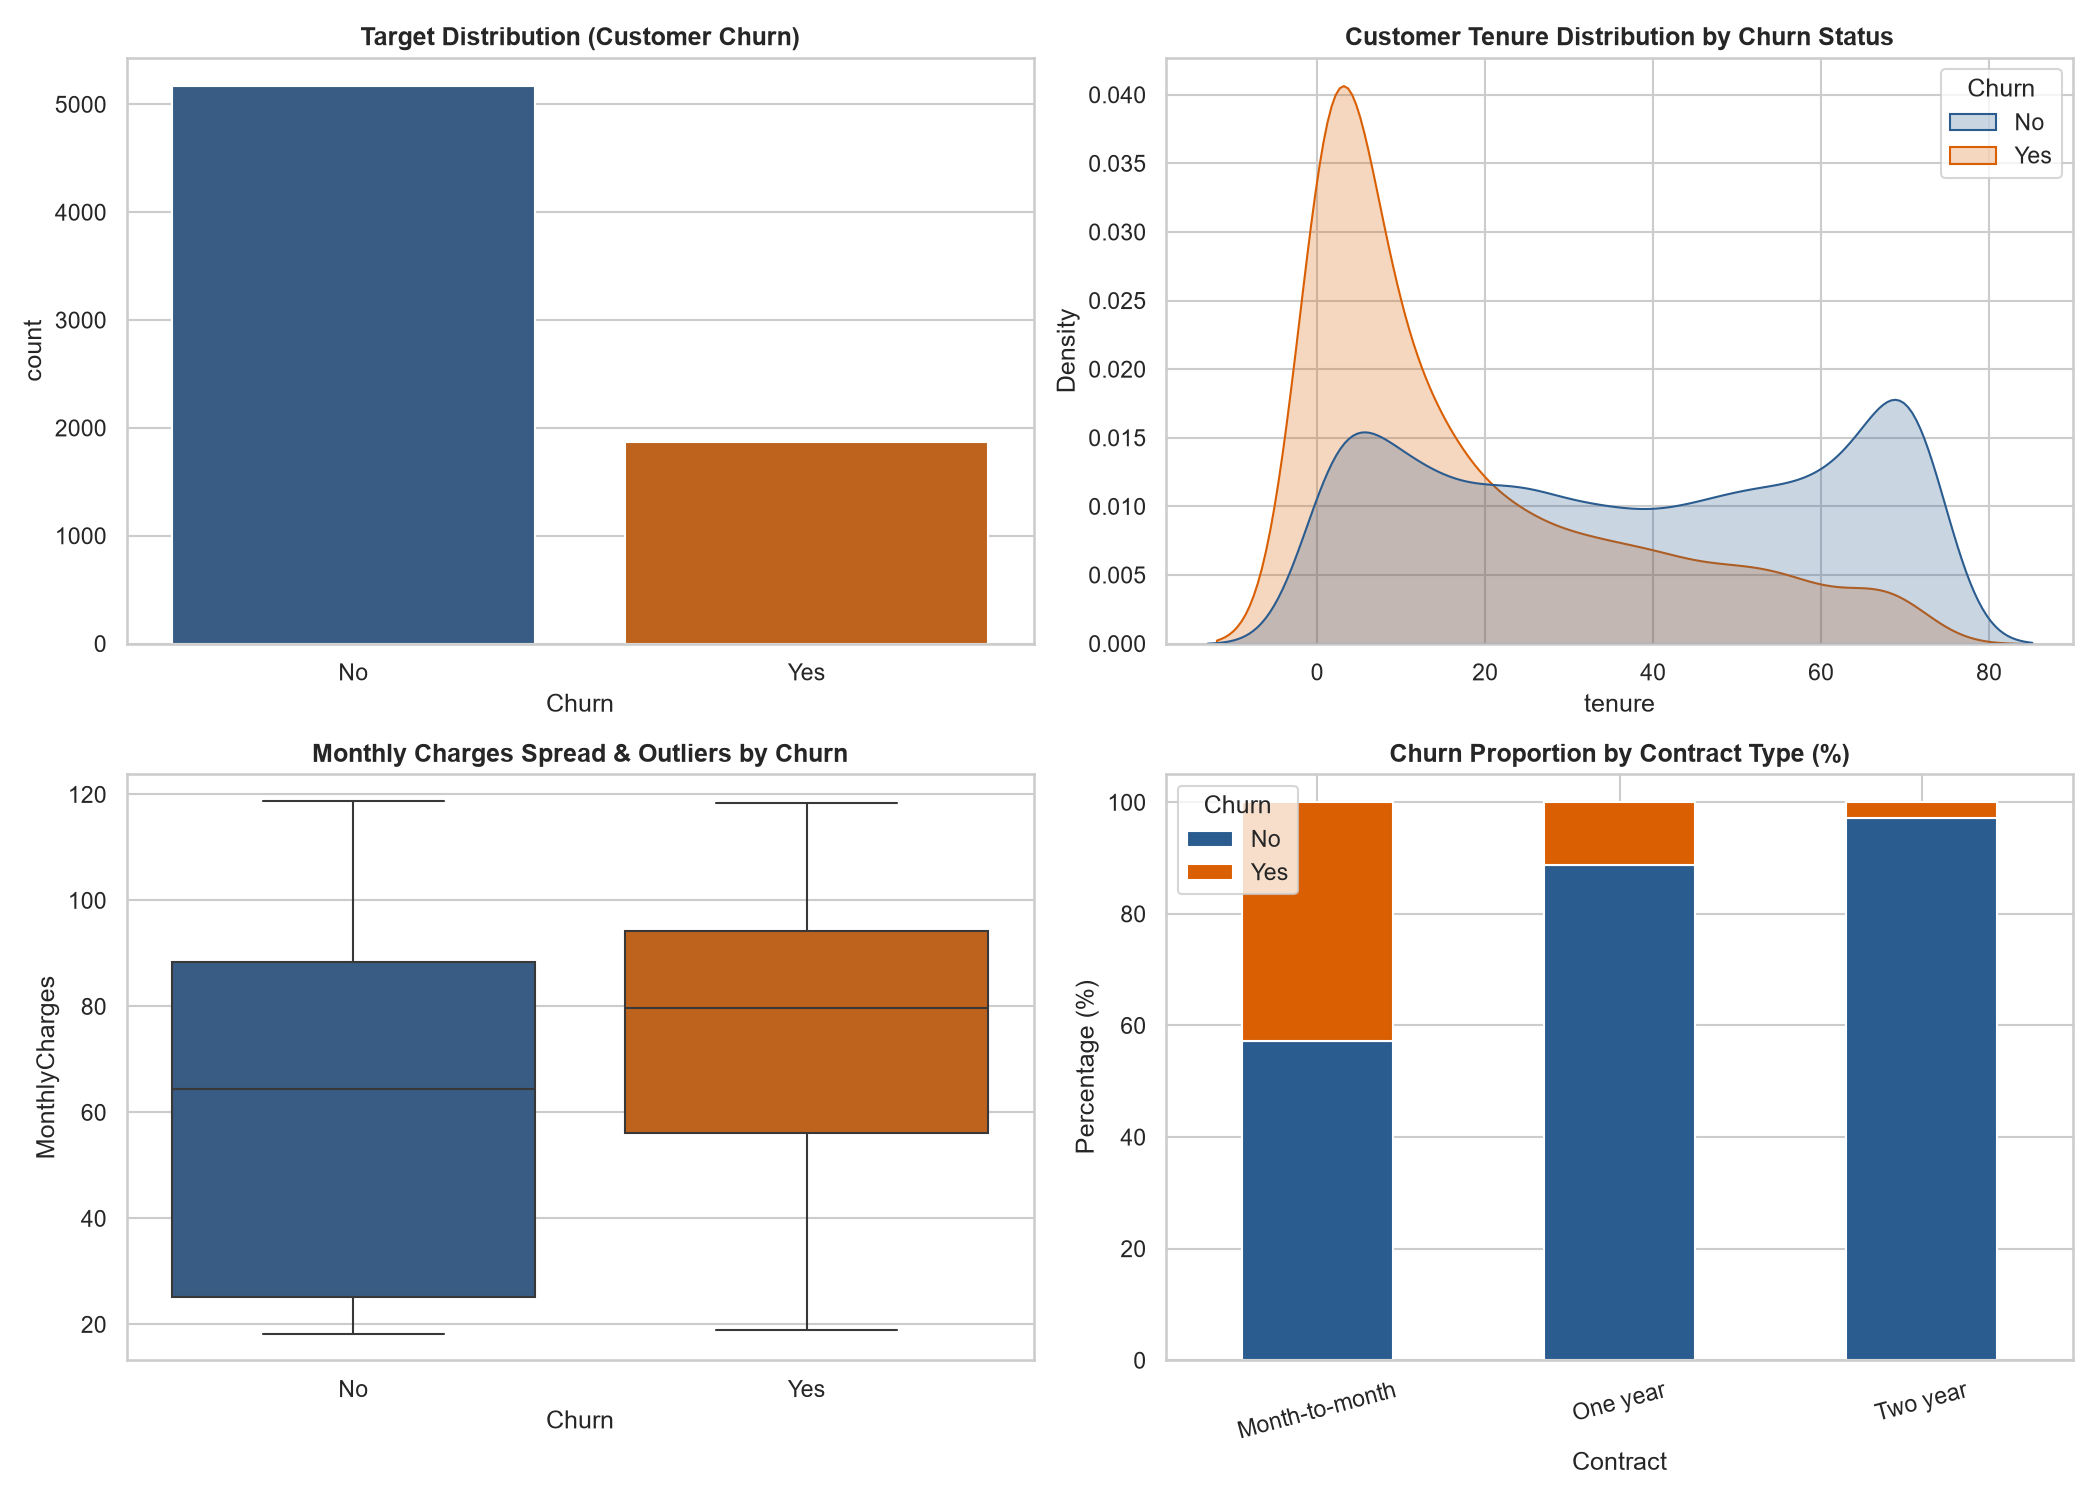 Target Distribution (Customer Churn)
5000
4000
3000
2000
1000
0
count
No
Yes
Churn
Customer Tenure Distribution by Churn Status
0.040
0.035
0.030
0.025
0.020
0.015
0.010
0.005
0.000
Density
Churn
No
Yes
0
20
40
60
80
tenure
Monthly Charges Spread & Outliers by Churn
120
100
80
60
40
20
MonthlyCharges
No
Yes
Churn
Churn Proportion by Contract Type (%)
100
80
60
40
20
0
Percentage (%)
Churn
No
Yes
Month-to-month
One year
Two year
Contract